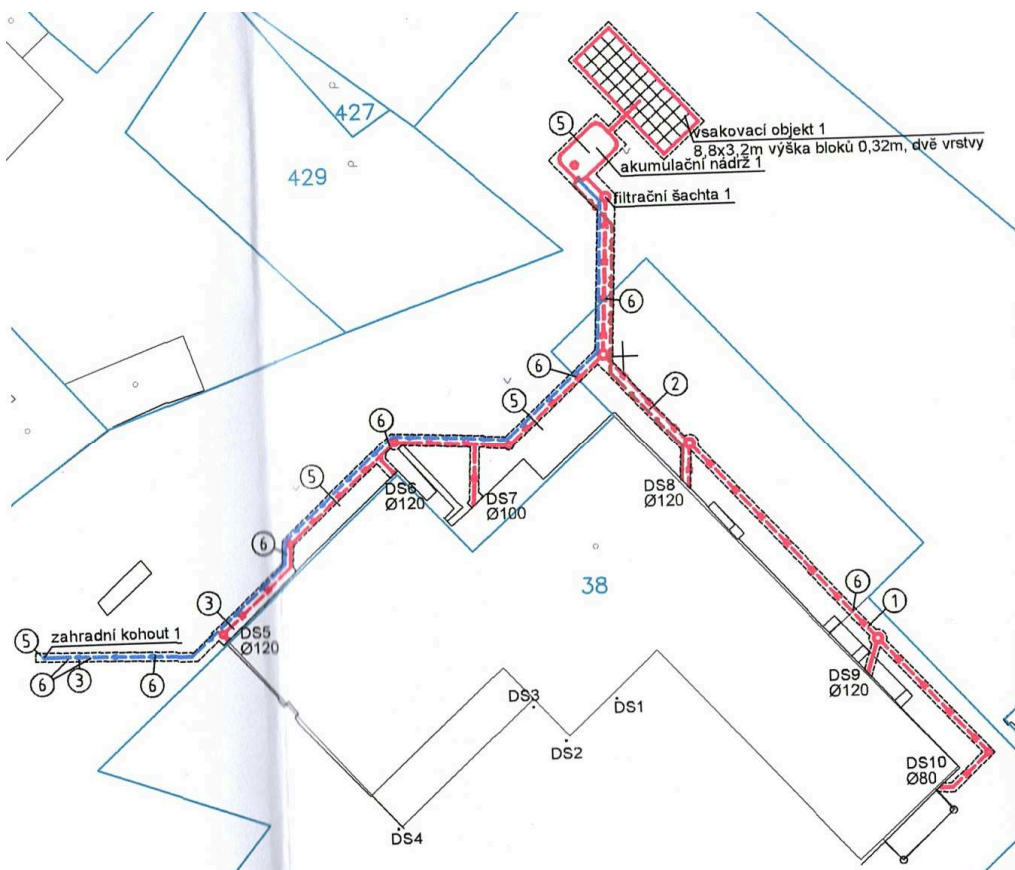 427
429
5
vsakovací objekt 1
8,8x3,2m výška bloků 0,32m, dvě vrstvy
akumulační nádrž 1
filtrační šachta 1
6
6
2
5
6
5
DS6
Ø120
DS7
Ø100
DS8
Ø120
6
38
6
1
3
5
zahradní kohout 1
DS5
Ø120
6
3
6
DS9
Ø120
DS3
DS1
DS2
DS10
Ø80
DS4